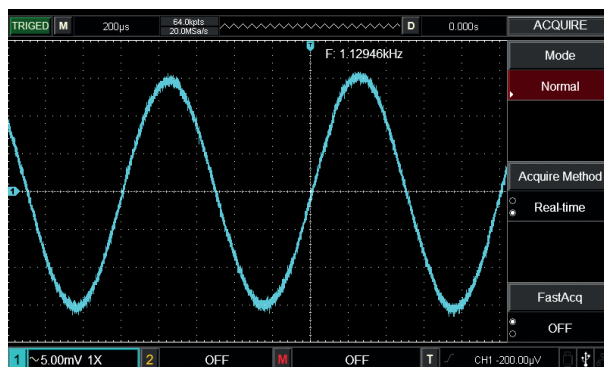 TRIGED M 200µs 64.0kpts 20.0MSa/s D 0.000s ACQUIRE
T
F: 1.12946kHz
Mode
Normal
1
Acquire Method
Real-time
FastAcq
OFF
1 ~5.00mV 1X 2 OFF M OFF T CH1 -200.00µV